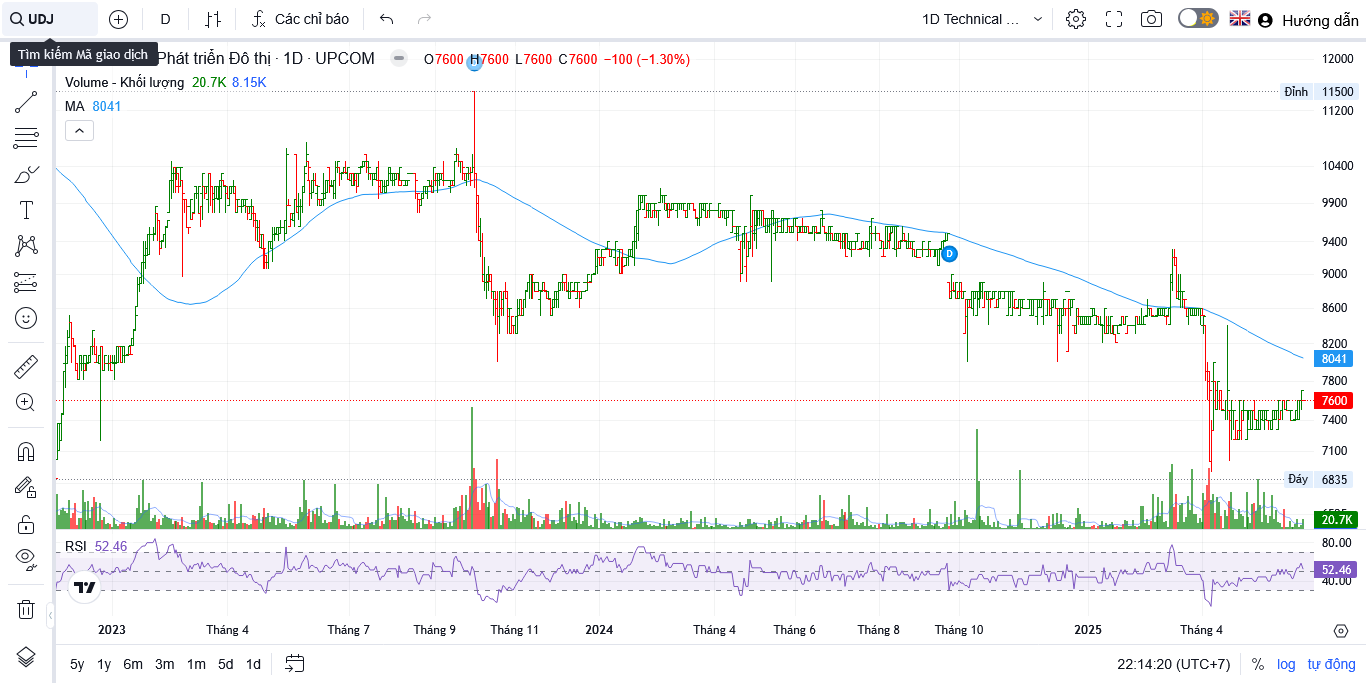 UDJ
D
Các chỉ báo
1D Technical ...
Hướng dẫn
Tìm kiếm Mã giao dịch
Phát triển Đô thị · 1D · UPCOM
O7600 H7600 L7600 C7600 −100 (−1.30%)
Volume - Khối lượng 20.7K 8.15K
MA 8041
12000
Đỉnh 11500
11200
10400
9900
9400
D
9000
8600
8200
8041
7800
7600
7400
7100
Đáy 6835
20.7K
RSI 52.46
80.00
52.46
40.00
2023
Tháng 4
Tháng 7
Tháng 9
Tháng 11
2024
Tháng 4
Tháng 6
Tháng 8
Tháng 10
2025
Tháng 4
5y 1y 6m 3m 1m 5d 1d
22:14:20 (UTC+7)
%
log
tự động